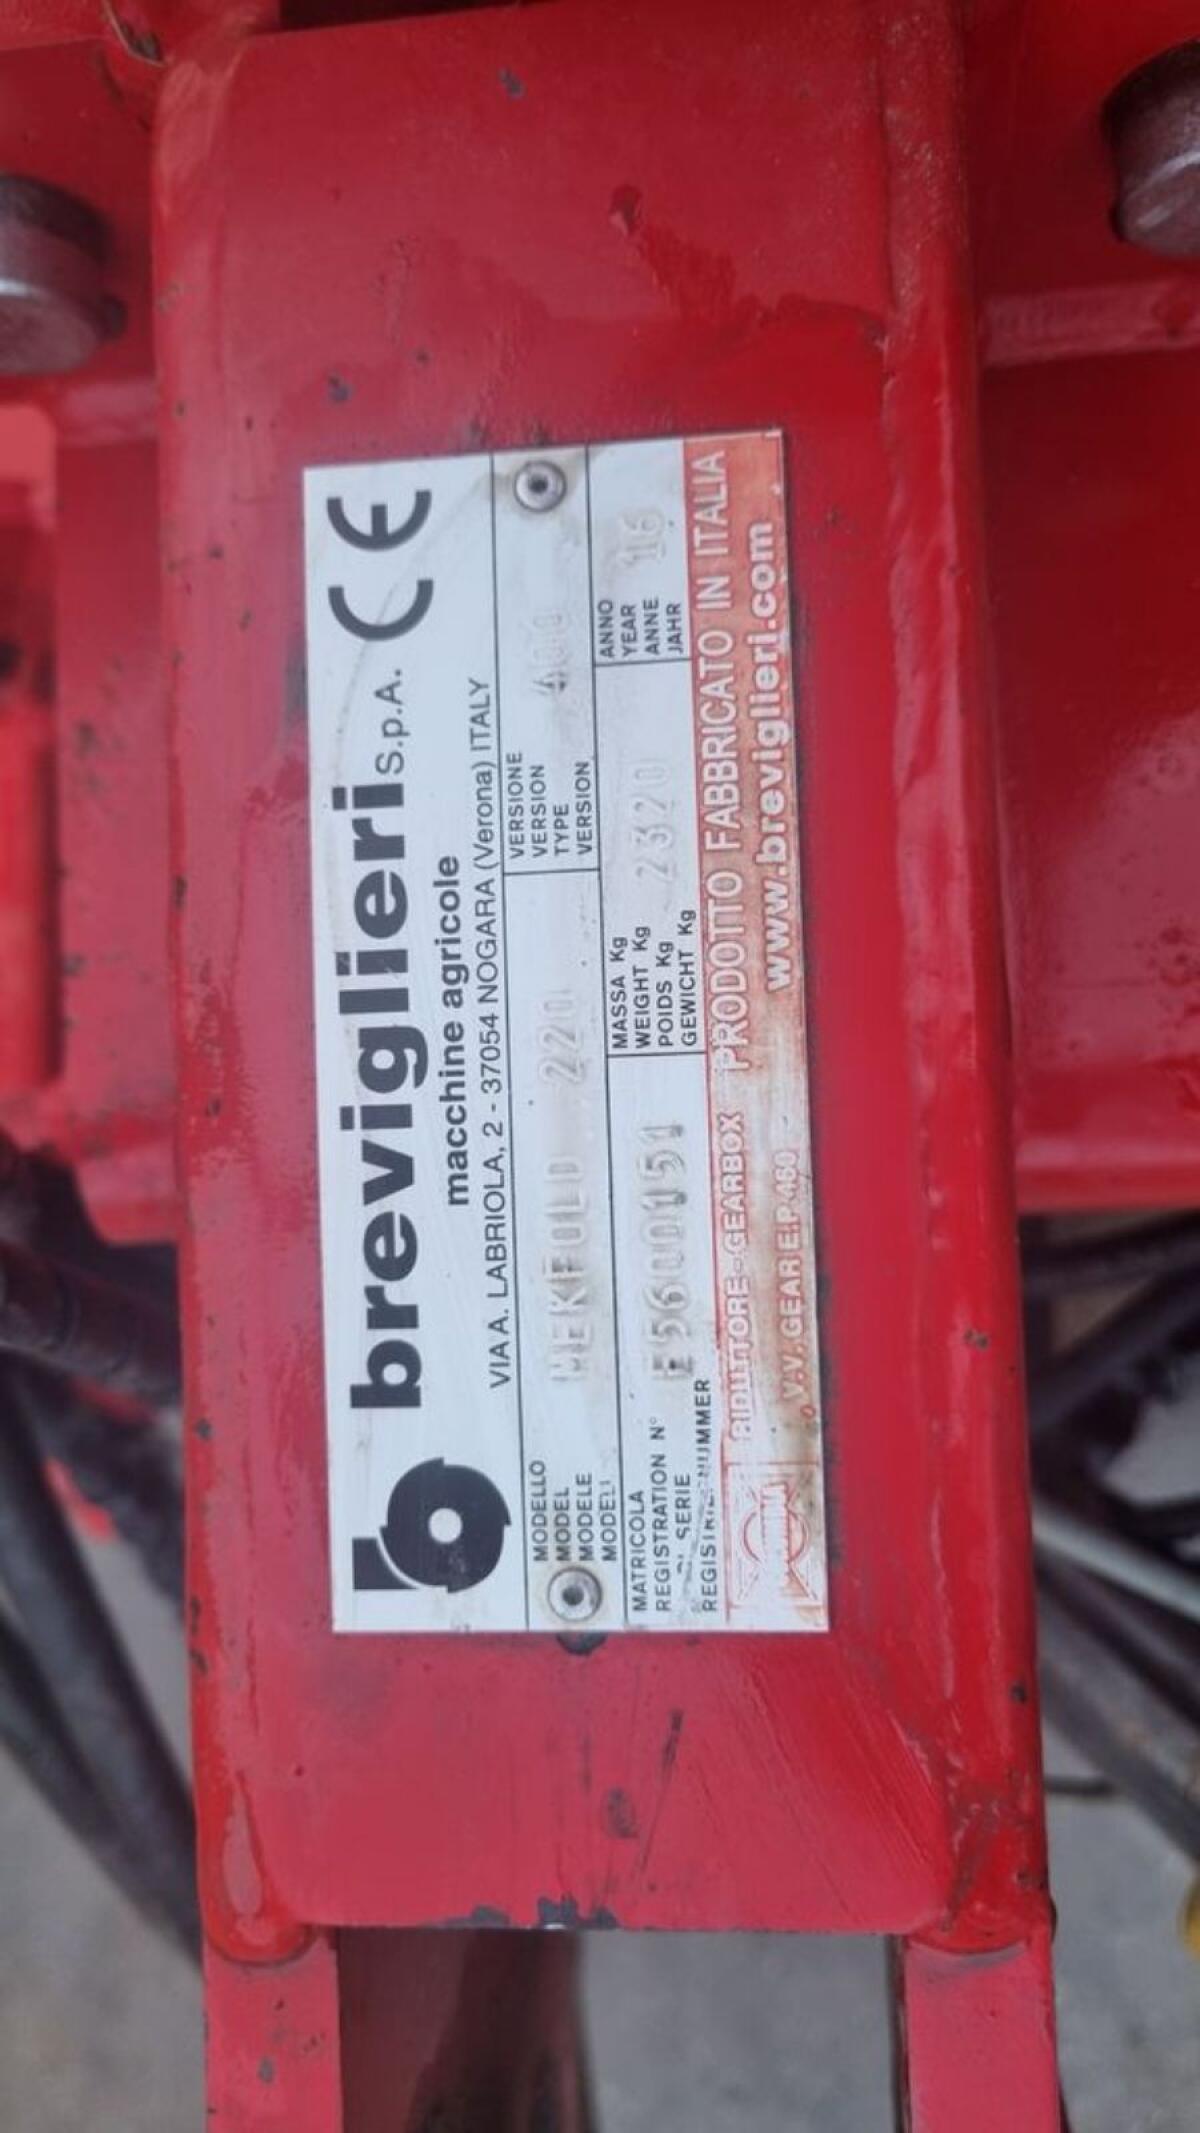 breviglieri s.p.A. CE
macchine agricole
VIA A. LABRIOLA, 2 - 37054 NOGARA (Verona) ITALY
MODELLO
MODEL
MODELE
MODELL
MEKFOLD 220
VERSIONE
VERSION
TYPE
VERSION
400
MATRICOLA
REGISTRATION N°
SERIE
E5600151
MASSA Kg
WEIGHT Kg
POIDS Kg
GEWICHT Kg
2320
ANNO
YEAR
ANNE
JAHR
16
RIDUTTORE-GEARBOX PRODOTTO FABBRICATO IN ITALIA
V.V. GEAR E.P. 460 www.breviglieri.com